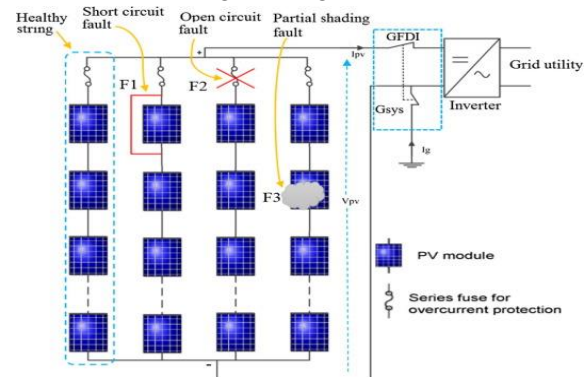 Healthy
string
Short circuit
fault
Open circuit
fault
Partial shading
fault
F1
F2
F3
+
-
Ipv
GFDI
Gsys
Ig
Vpv
Inverter
Grid utility
PV module
Series fuse for
overcurrent protection